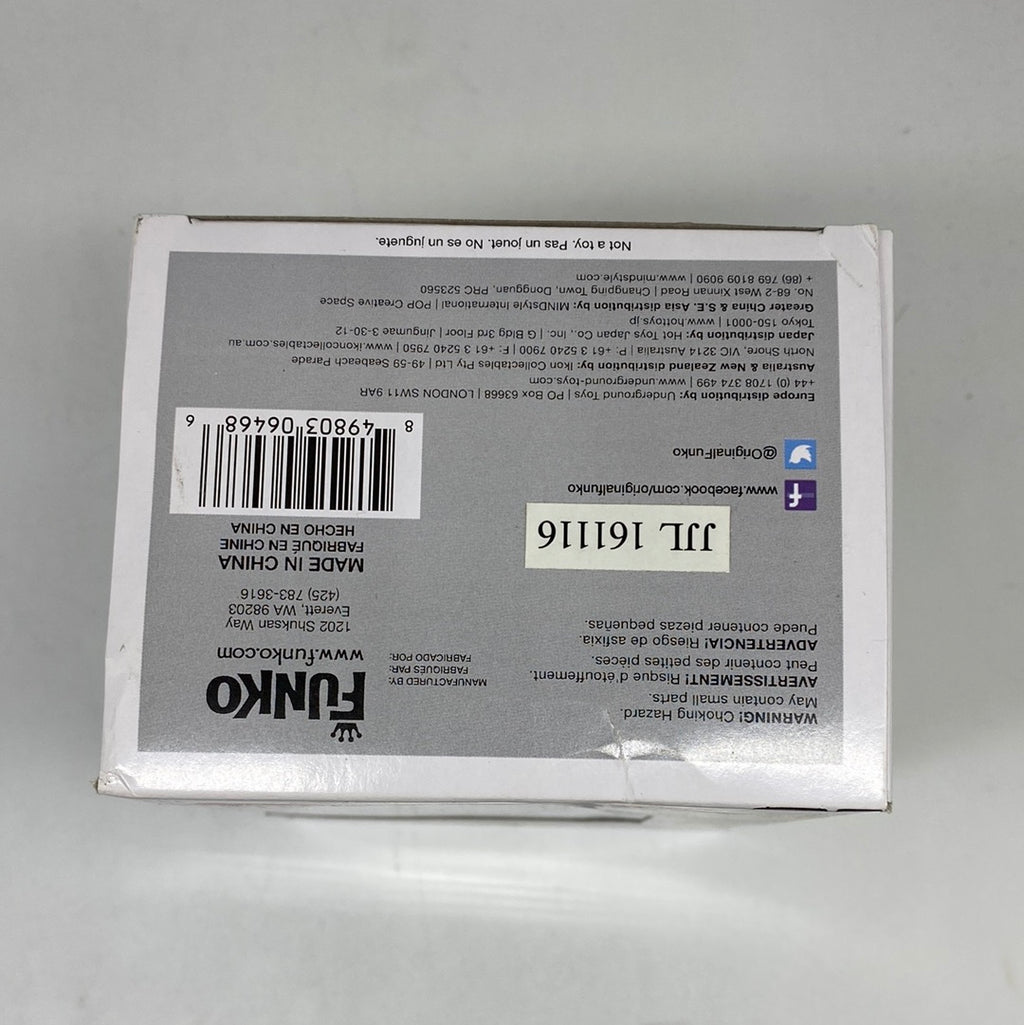 FUNKO
www.funko.com
1202 Shuksan Way
Everett, WA 98203
(425) 783-3616
MADE IN CHINA
FABRIQUÉ EN CHINE
HECHO EN CHINA
8 49803 06468 6
MANUFACTURED BY:
FABRIQUÉS PAR:
FABRICADO POR:
WARNING! Choking Hazard.
May contain small parts.
AVERTISSEMENT! Risque d'étouffement.
Peut contenir des petites pièces.
ADVERTENCIA! Riesgo de asfixia.
Puede contener piezas pequeñas.
JJL 161116
www.facebook.com/originalfunko
@OriginalFunko
Europe distribution by: Underground Toys | PO Box 63668 | LONDON SW11 9AR
+44 (0) 1708 374 499 | www.underground-toys.com
Australia & New Zealand distribution by: Ikon Collectables Pty Ltd | 49-59 Seabeach Parade
North Shore, VIC 3214 Australia | P: +61 3 5240 7900 | F: +61 3 5240 7950 | www.ikoncollectables.com.au
Japan distribution by: Hot Toys Japan Co., Inc. | G Bldg 3rd Floor | Jingumae 3-30-12
Tokyo 150-0001 | www.hottoys.jp
Greater China & S.E. Asia distribution by: MINDstyle International | POP Creative Space
No. 68-2 West Xinnan Road | Changping Town, Dongguan, PRC 523560
+ (86) 769 8109 9090 | www.mindstyle.com
Not a toy. Pas un jouet. No es un juguete.